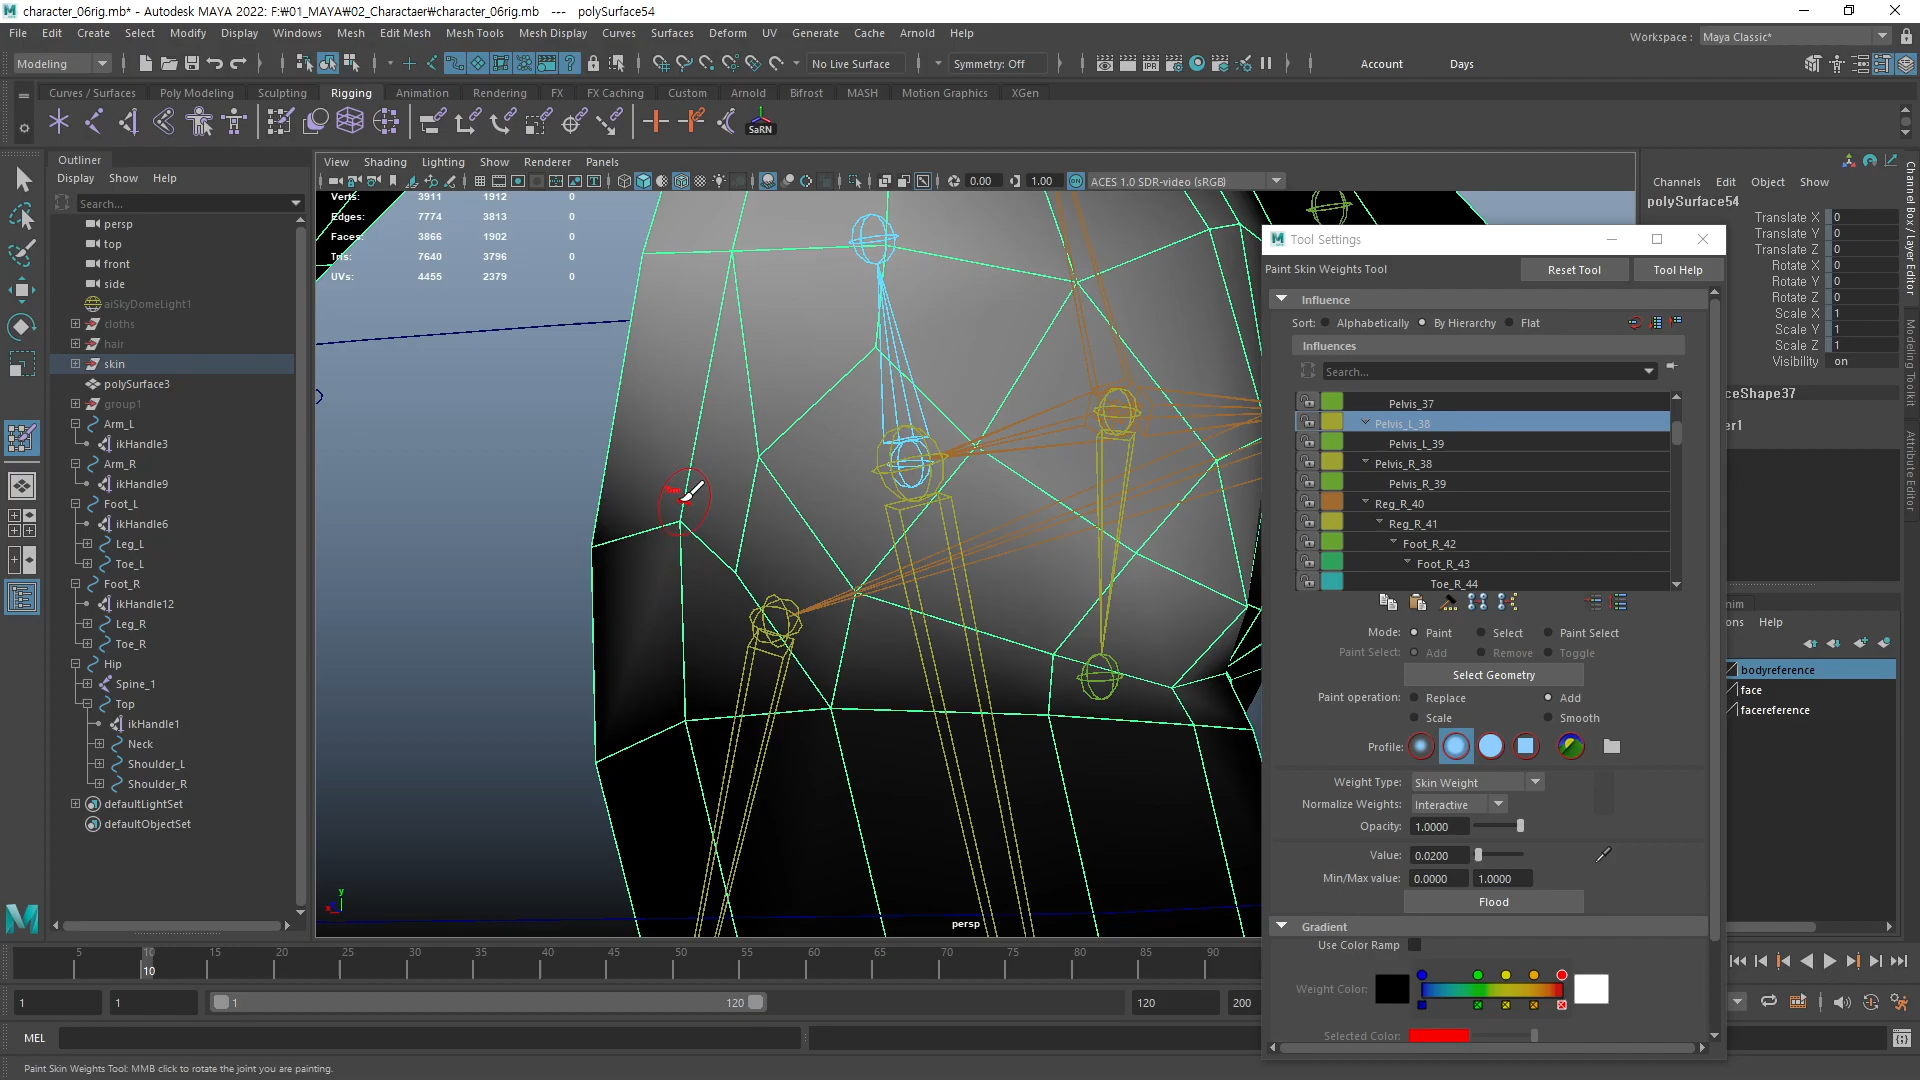 character_06rig.mb* - Autodesk MAYA 2022: F:₩01_MAYA₩02_Charactaer₩character_06rig.mb   ---   polySurface54
File Edit Create Select Modify Display Windows Mesh Edit Mesh Mesh Tools Mesh Display Curves Surfaces Deform UV Generate Cache Arnold Help
Workspace : Maya Classic*
Modeling No Live Surface Symmetry: Off Account Days
Curves / Surfaces Poly Modeling Sculpting Rigging Animation Rendering FX FX Caching Custom Arnold Bifrost MASH Motion Graphics XGen
SaRN
Outliner
Display Show Help
Search...
persp
top
front
side
aiSkyDomeLight1
cloths
hair
skin
polySurface3
group1
Arm_L
ikHandle3
Arm_R
ikHandle9
Foot_L
ikHandle6
Leg_L
Toe_L
Foot_R
ikHandle12
Leg_R
Toe_R
Hip
Spine_1
Top
ikHandle1
Neck
Shoulder_L
Shoulder_R
defaultLightSet
defaultObjectSet
View Shading Lighting Show Renderer Panels
0.00 1.00 ACES 1.0 SDR-video (sRGB)
Verts: 3911 1912 0
Edges: 7774 3813 0
Faces: 3866 1902 0
Tris: 7640 3796 0
UVs: 4455 2379 0
y
persp
Tool Settings
Paint Skin Weights Tool Reset Tool Tool Help
Influence
Sort: Alphabetically By Hierarchy Flat
Influences
Search...
Pelvis_37
Pelvis_L_38
Pelvis_L_39
Pelvis_R_38
Pelvis_R_39
Reg_R_40
Reg_R_41
Foot_R_42
Foot_R_43
Toe_R_44
Mode: Paint Select Paint Select
Paint Select: Add Remove Toggle
Select Geometry
Paint operation: Replace Add
Scale Smooth
Profile:
Weight Type: Skin Weight
Normalize Weights: Interactive
Opacity: 1.0000
Value: 0.0200
Min/Max value: 0.0000 1.0000
Flood
Gradient
Use Color Ramp
Weight Color:
Selected Color:
Channels Edit Object Show
polySurface54
Translate X 0
Translate Y 0
Translate Z 0
Rotate X 0
Rotate Y 0
Rotate Z 0
Scale X 1
Scale Y 1
Scale Z 1
Visibility on
ceShape37
er1
nim
ons Help
bodyreference
face
facereference
Channel Box / Layer Editor
Modeling Toolkit
Attribute Editor
5 10 15 20 25 30 35 40 45 50 55 60 65 70 75 80 85 90
10
1 1 1 120 120 200
MEL
Paint Skin Weights Tool: MMB click to rotate the joint you are painting.